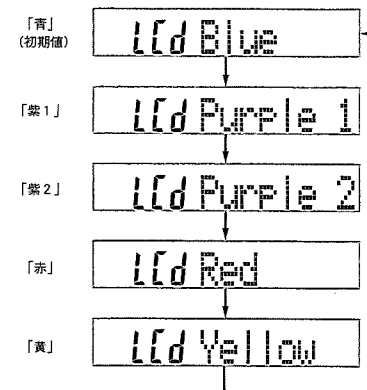 「青」
(初期値)
LCd Blue
「紫1」
LCd Purple 1
「紫2」
LCd Purple 2
「赤」
LCd Red
「黄」
LCd Yellow